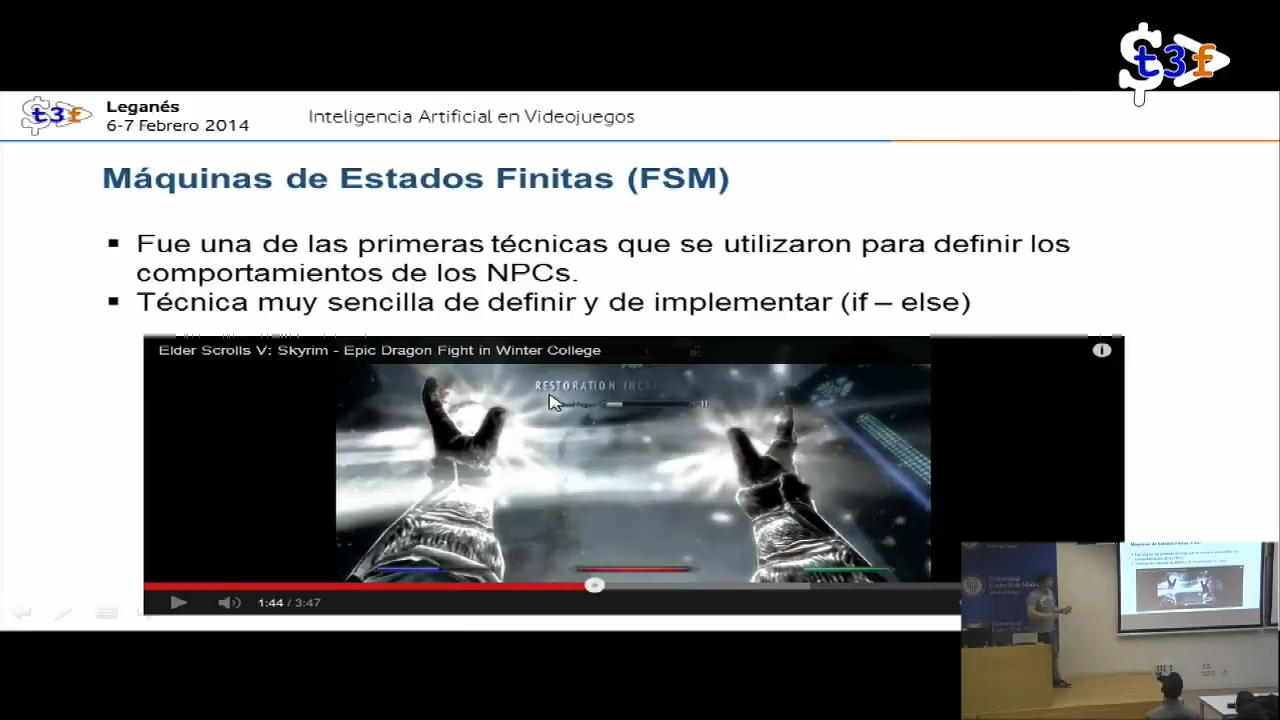 t3f
t3f
Leganés
6-7 Febrero 2014
Inteligencia Artificial en Videojuegos
Máquinas de Estados Finitas (FSM)
▪ Fue una de las primeras técnicas que se utilizaron para definir los
comportamientos de los NPCs.
▪ Técnica muy sencilla de definir y de implementar (if – else)
Elder Scrolls V: Skyrim - Epic Dragon Fight in Winter College
RESTORATION
1:44 / 3:47